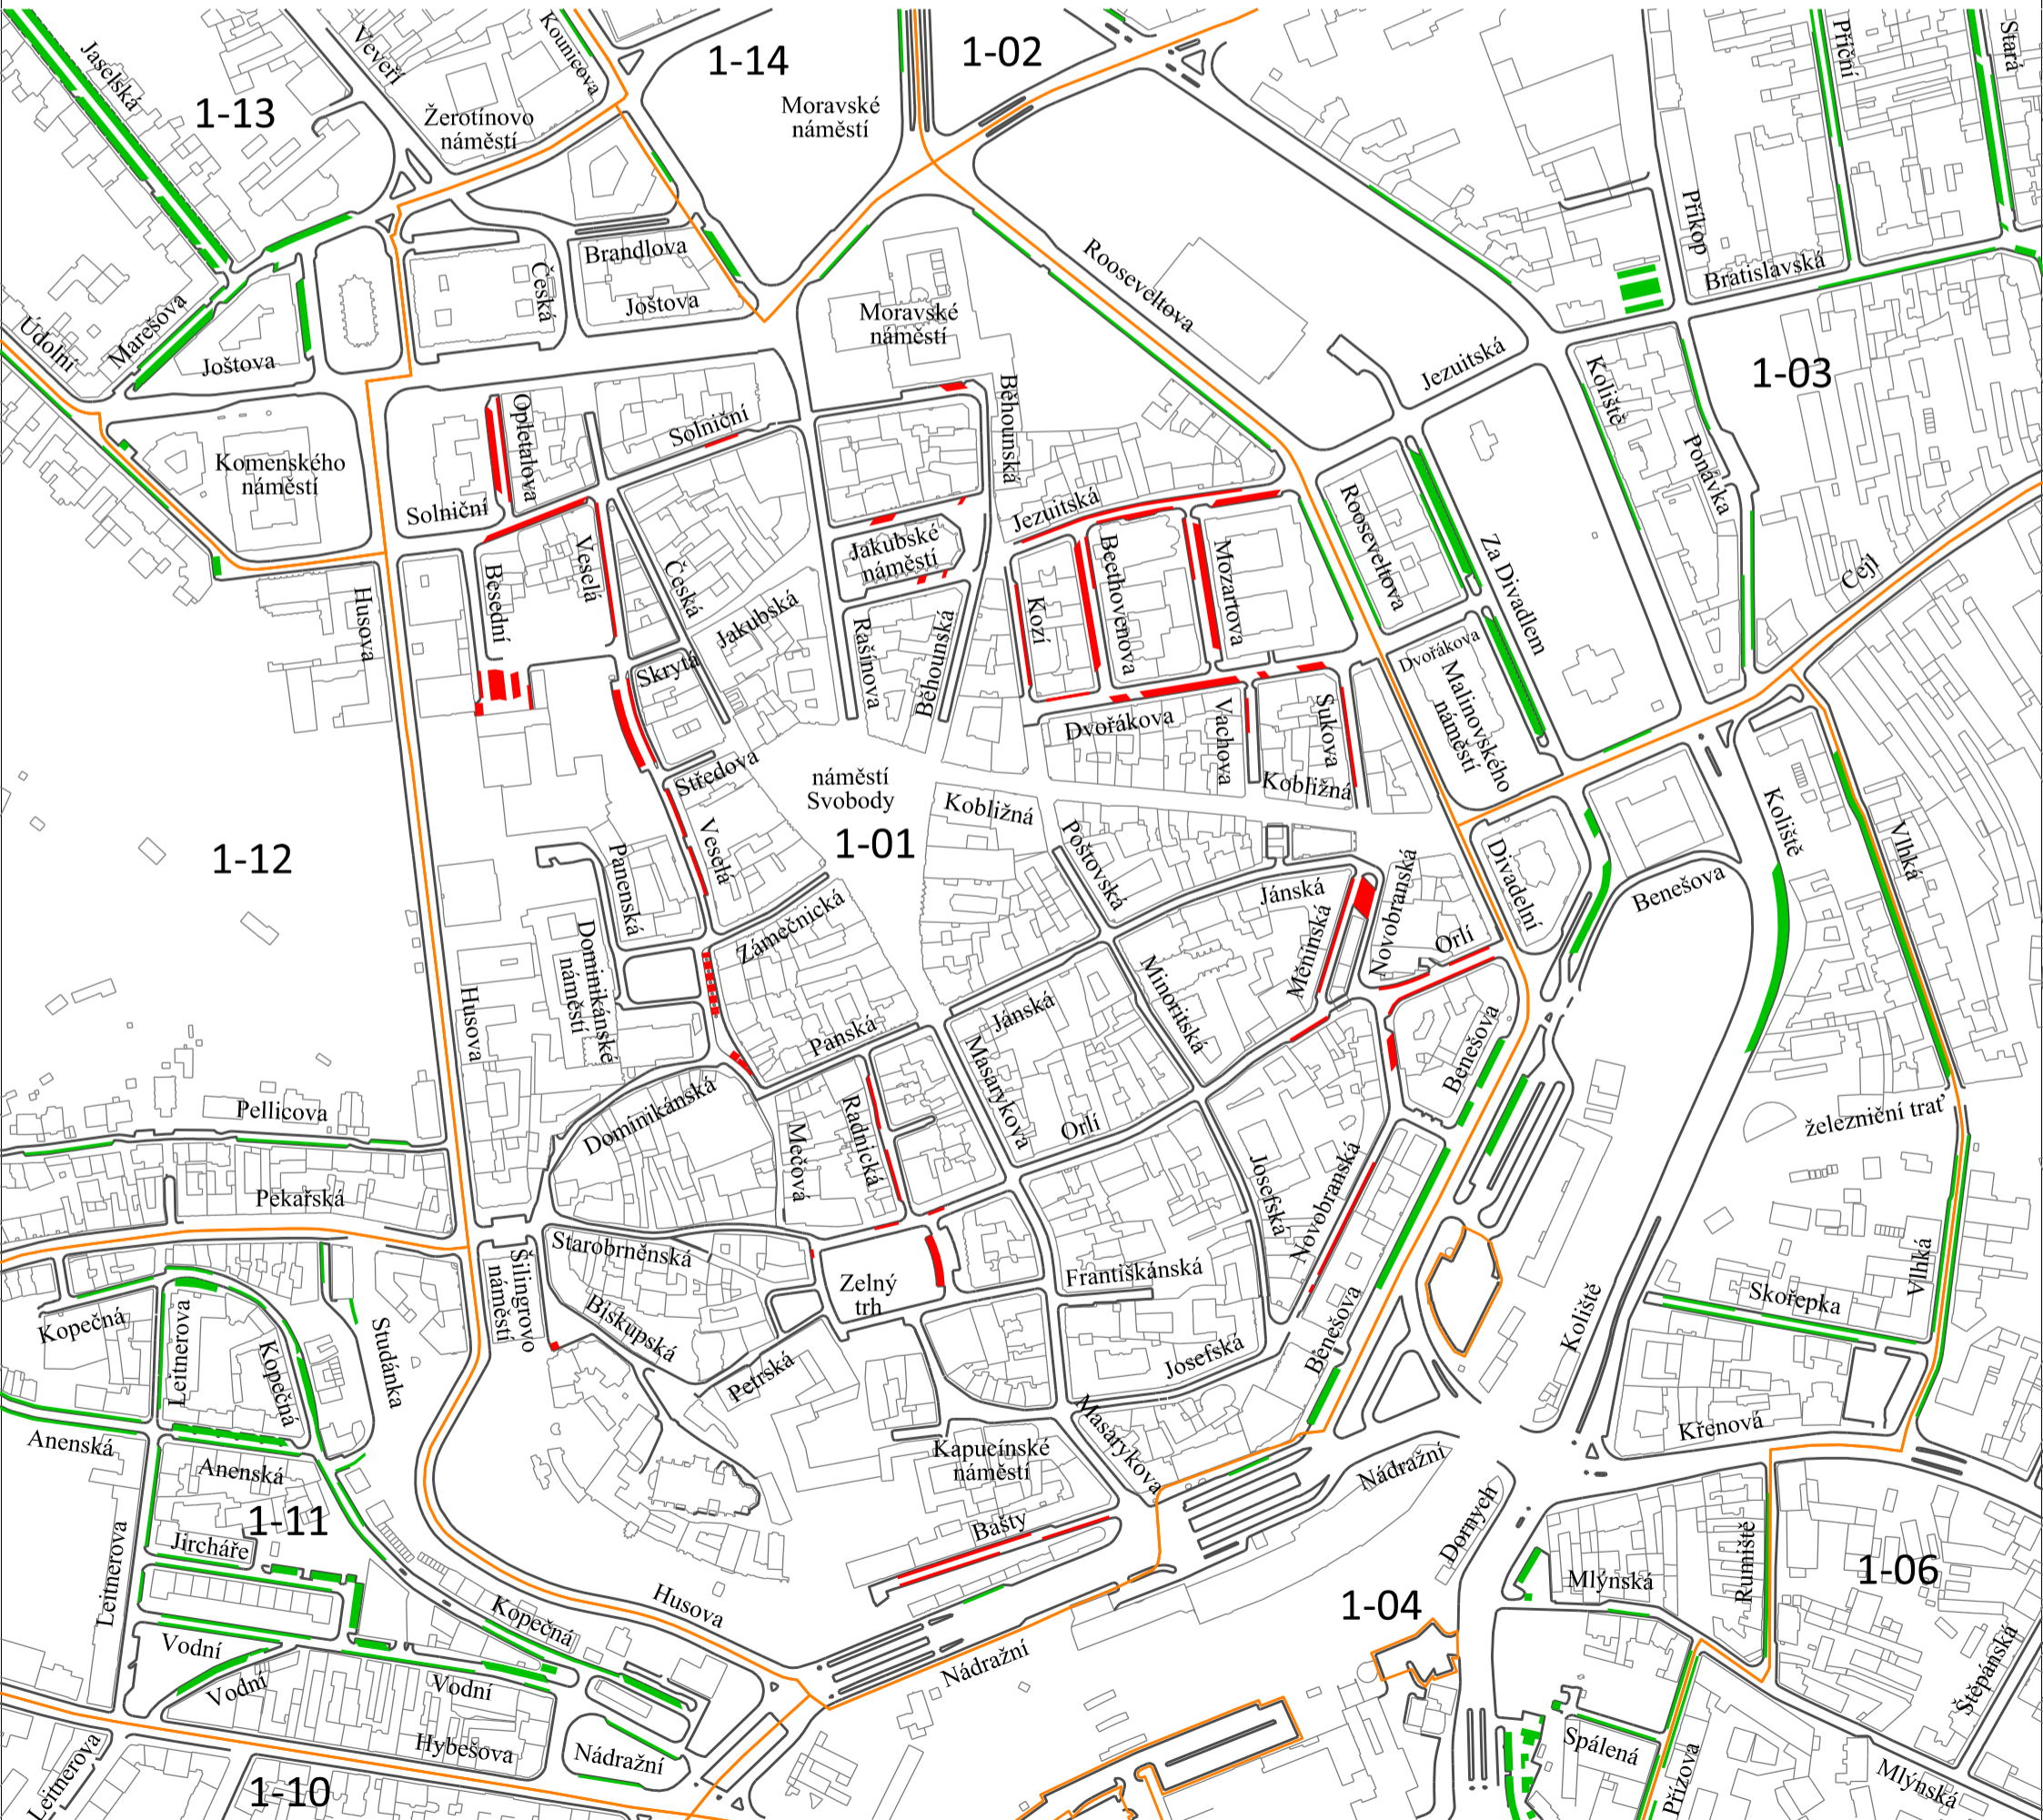 Jaselská
Veveří
Kounicova
1-14
1-02
Příční
Stará
1-13
Žerotínovo
náměstí
Moravské
náměstí
Příkop
Bratislavská
Brandlova
Česká
Joštova
Rooseveltova
Údolní
Marešova
Joštova
Moravské
náměstí
Jezuitská
Koliště
1-03
Opletalova
Solniční
Běhounská
Komenského
náměstí
Ponávka
Solniční
Jezuitská
Rooseveltova
Jakubské
náměstí
Za Divadlem
Cejl
Husova
Besední
Veselá
Česká
Jakubská
Beethovenova
Mozartova
Kozí
Rašínova
Běhounská
Skrytá
Dvořákova
Malinovského
náměstí
Dvořákova
Vachova
Sukova
Středova
náměstí
Svobody
Kobližná
Kobližná
1-01
1-12
Veselá
Panenská
Poštovská
Koliště
Vlhká
Divadelní
Benešova
Jánská
Zámečnická
Dominikánské
náměstí
Novobranská
Orlí
Měnínská
Minoritská
Husova
Jánská
Panská
Masarykova
Benešova
Pellicova
Dominikánská
Radnická
Mečová
Orlí
železniční trať
Josefská
Novobranská
Pekařská
Starobrněnská
Šilingrovo
náměstí
Zelný
trh
Františkánská
Vlhká
Skořepka
Kopečná
Leitnerova
Kopečná
Studánka
Biskupská
Petrská
Josefská
Benešova
Koliště
Anenská
Anenská
Kapucínské
náměstí
Masarykova
Nádražní
Křenová
1-11
Jircháře
Leitnerova
Bašty
Dornych
Mlýnská
Rumiště
1-06
1-04
Husova
Kopečná
Vodní
Vodní
Vodní
Nádražní
Štěpánská
Hybešova
Nádražní
Spálená
Přízova
Mlýnská
Leitnerova
1-10